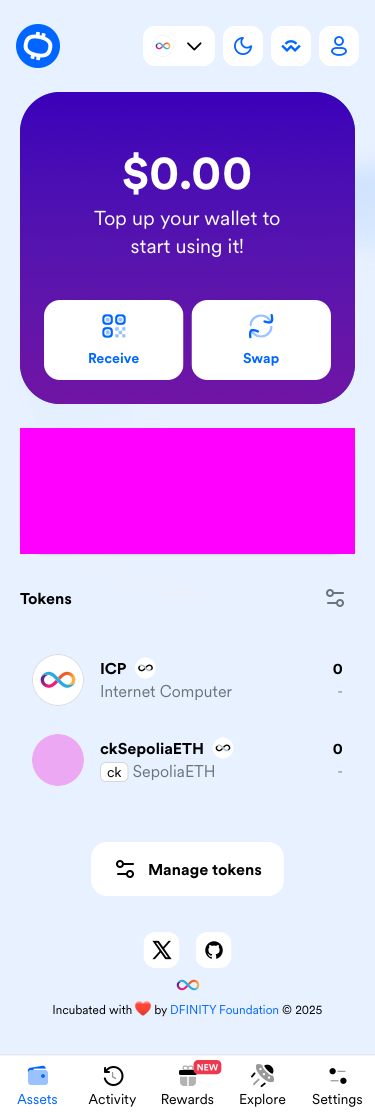 $0.00
Top up your wallet to
start using it!
Receive
Swap
Tokens
ICP
0
Internet Computer
-
ckSepoliaETH
0
ck SepoliaETH
-
Manage tokens
Incubated with ❤️ by DFINITY Foundation © 2025
NEW
Assets
Activity
Rewards
Explore
Settings